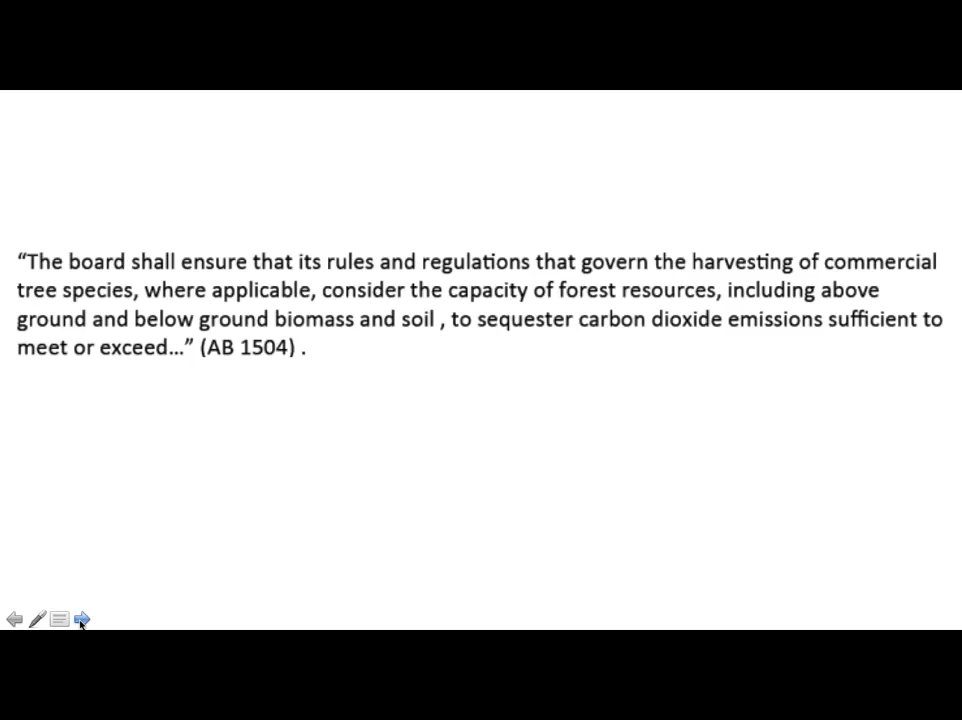 “The board shall ensure that its rules and regulations that govern the harvesting of commercial
tree species, where applicable, consider the capacity of forest resources, including above
ground and below ground biomass and soil , to sequester carbon dioxide emissions sufficient to
meet or exceed...” (AB 1504) .